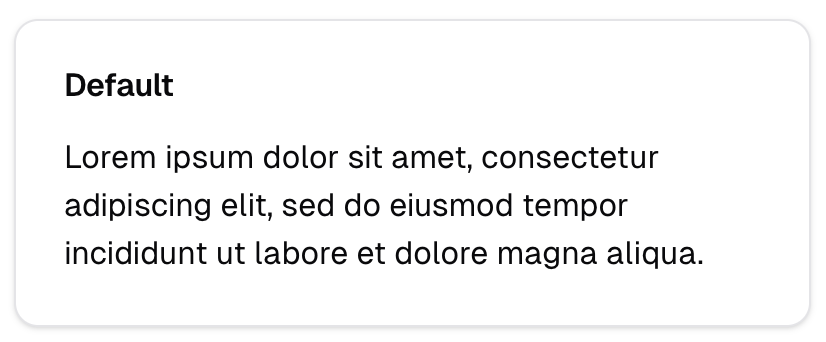 Default
Lorem ipsum dolor sit amet, consectetur
adipiscing elit, sed do eiusmod tempor
incididunt ut labore et dolore magna aliqua.